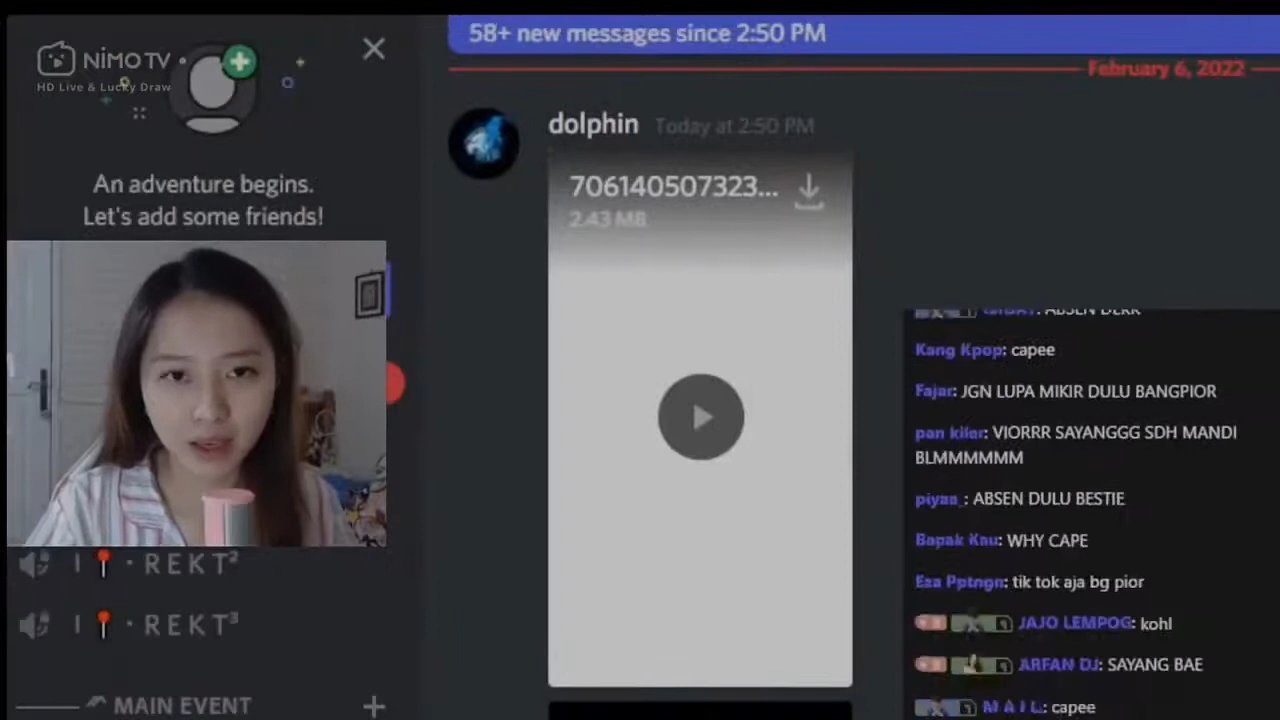 NIMO TV
HD Live & Lucky Draw
An adventure begins.
Let's add some friends!
I · REKT²
I · REKT³
MAIN EVENT
58+ new messages since 2:50 PM
February 6, 2022
dolphin Today at 2:50 PM
706140507323...
2.43 MB
Kang Kpop: capee
Fajar: JGN LUPA MIKIR DULU BANGPIOR
pan kiler: VIORRR SAYANGGG SDH MANDI
BLMMMMMM
piyan_: ABSEN DULU BESTIE
Bapak Kau: WHY CAPE
tik tok aja bg pior
JAJO LEMPOG: kohl
ARFAN DJ: SAYANG BAE
M A I L: capee